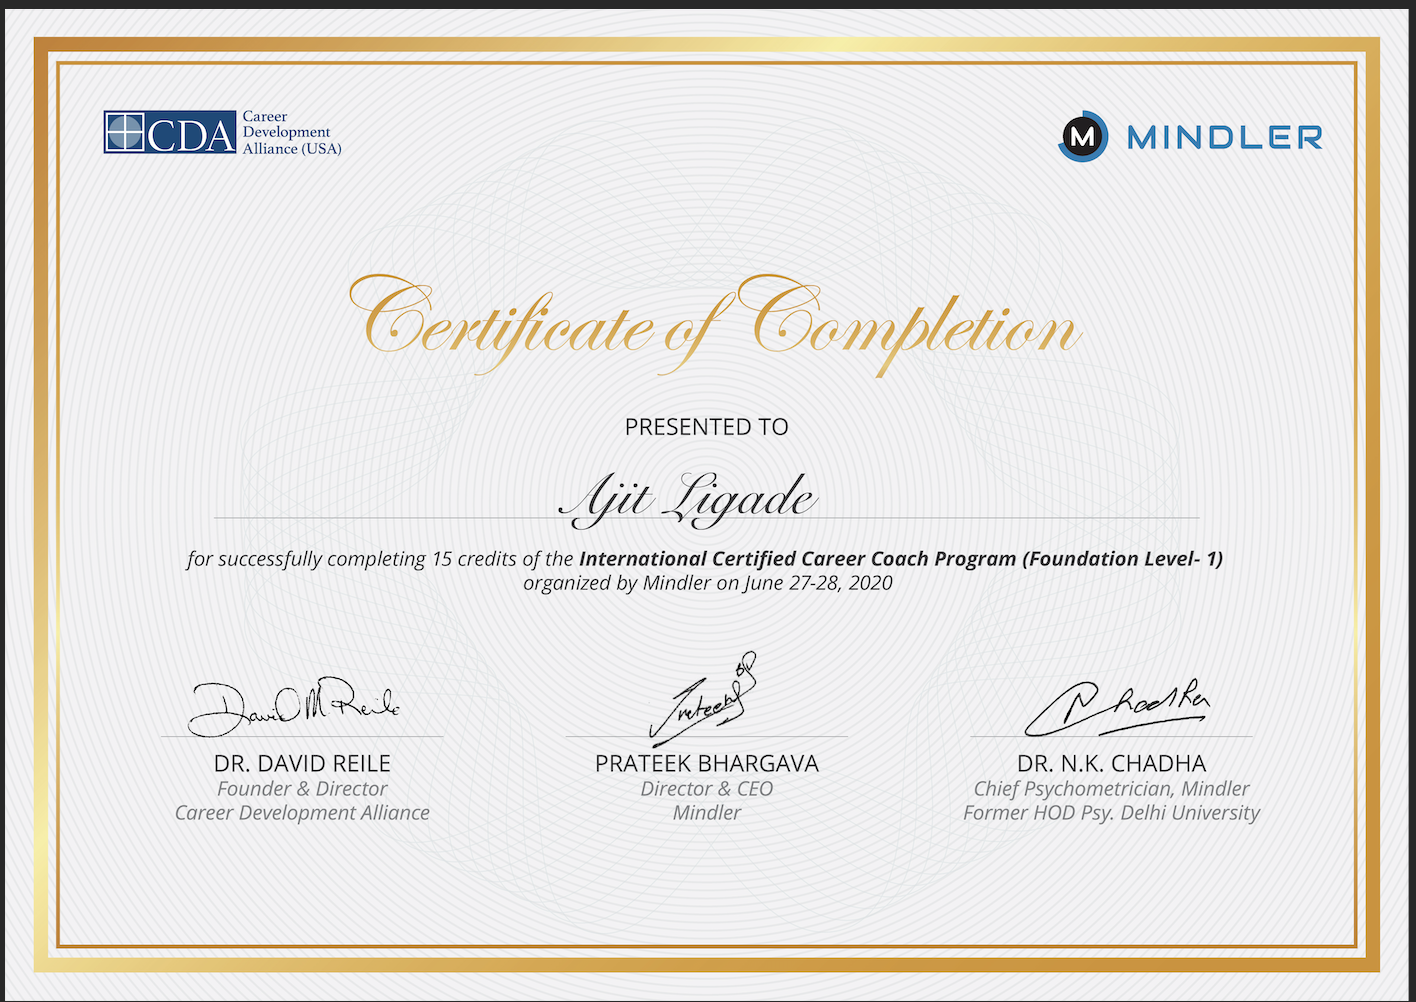 CDA
Career
Development
Alliance (USA)
M MINDLER
Certificate of Completion
PRESENTED TO
Ajit Ligade
for successfully completing 15 credits of the International Certified Career Coach Program (Foundation Level- 1)
organized by Mindler on June 27-28, 2020
David M Reile
Prateek
NChadha
DR. DAVID REILE
Founder & Director
Career Development Alliance
PRATEEK BHARGAVA
Director & CEO
Mindler
DR. N.K. CHADHA
Chief Psychometrician, Mindler
Former HOD Psy. Delhi University